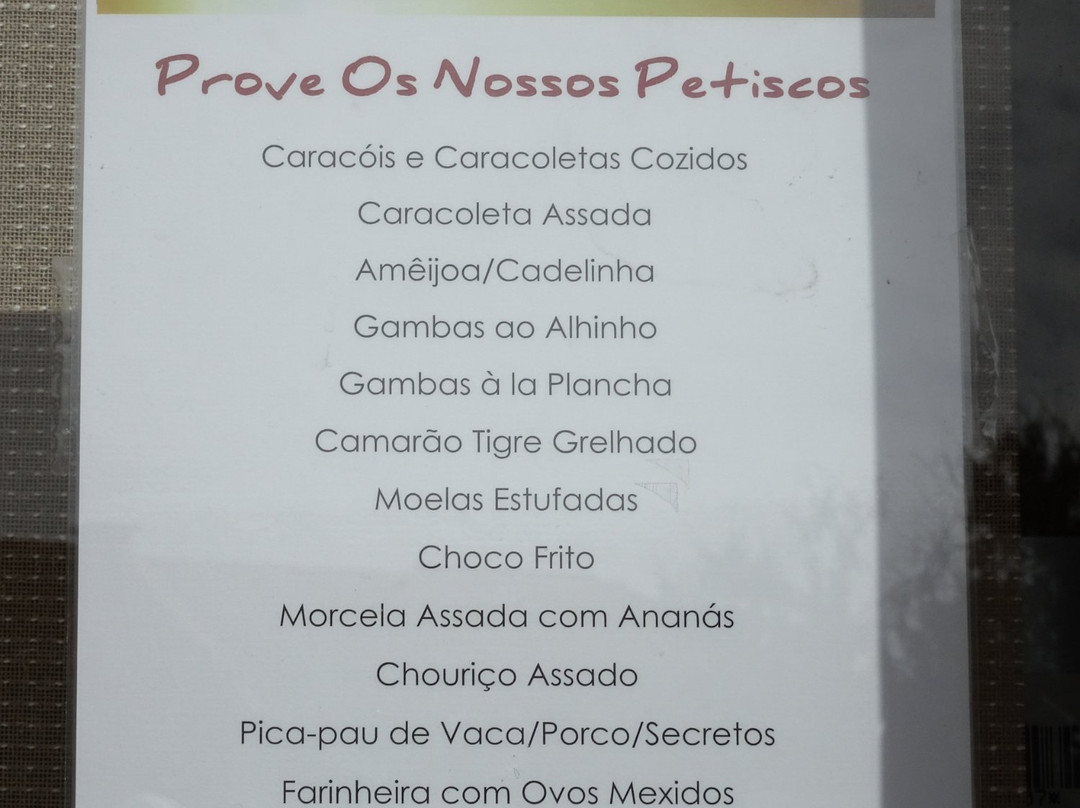 Prove Os Nossos Petiscos
Caracóis e Caracoletas Cozidos
Caracoleta Assada
Amêijoa/Cadelinha
Gambas ao Alhinho
Gambas à la Plancha
Camarão Tigre Grelhado
Moelas Estufadas
Choco Frito
Morcela Assada com Ananás
Chouriço Assado
Pica-pau de Vaca/Porco/Secretos
Farinheira com Ovos Mexidos